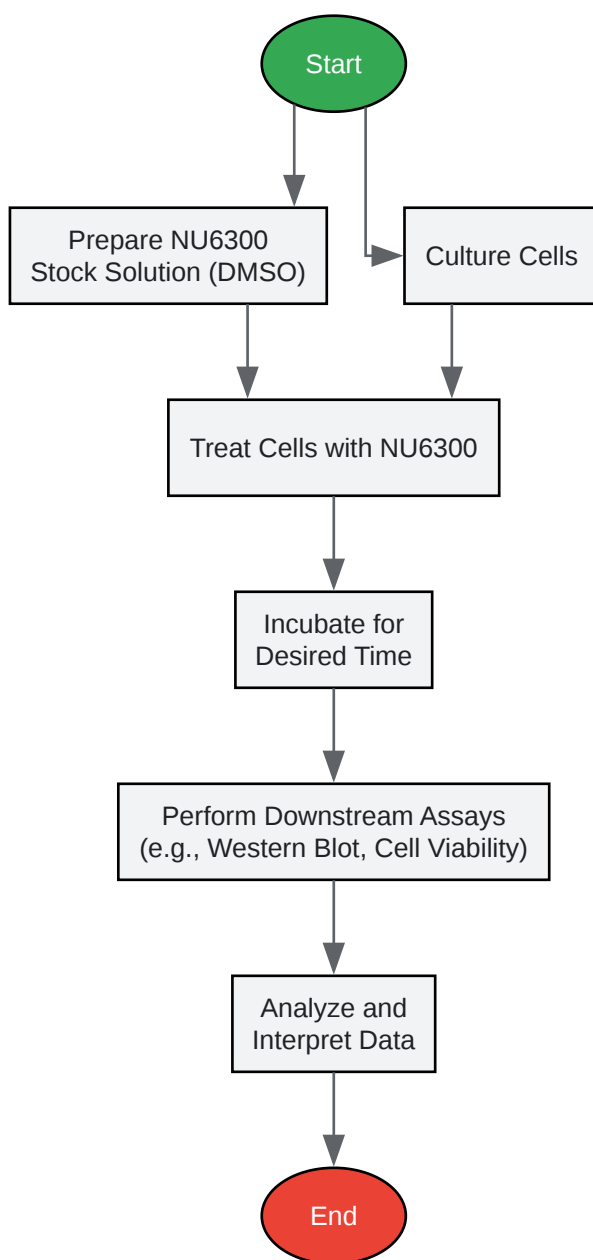 Start
Prepare NU6300
Stock Solution (DMSO)
Culture Cells
Treat Cells with NU6300
Incubate for
Desired Time
Perform Downstream Assays
(e.g., Western Blot, Cell Viability)
Analyze and
Interpret Data
End